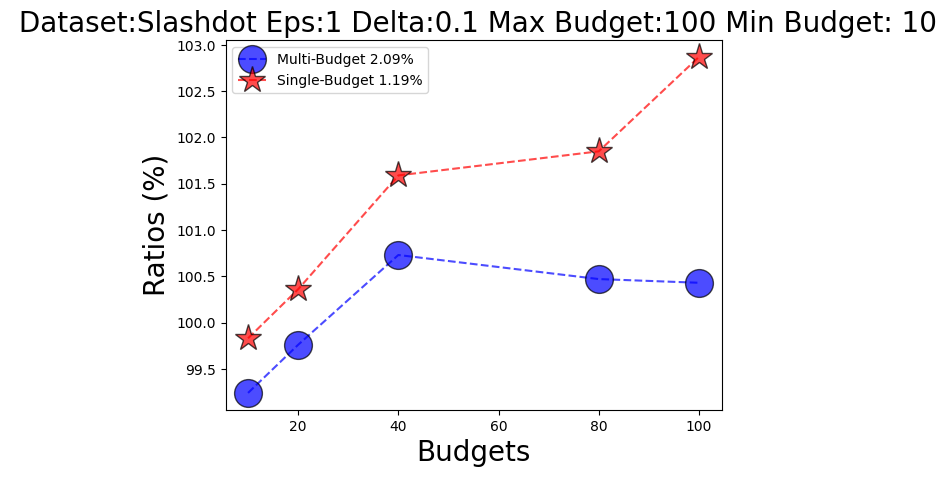 Dataset:Slashdot Eps:1 Delta:0.1 Max Budget:100 Min Budget: 10
103.0
102.5
102.0
101.5
101.0
100.5
100.0
99.5
Ratios (%)
Multi-Budget 2.09%
Single-Budget 1.19%
20
40
60
80
100
Budgets